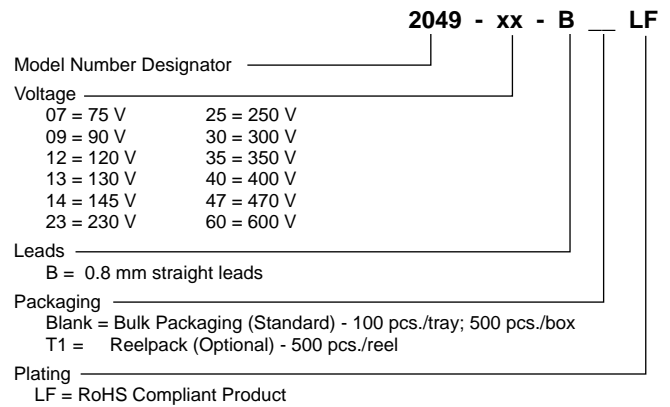 2049 - xx - B __ LF
Model Number Designator
Voltage
07 = 75 V 25 = 250 V
09 = 90 V 30 = 300 V
12 = 120 V 35 = 350 V
13 = 130 V 40 = 400 V
14 = 145 V 47 = 470 V
23 = 230 V 60 = 600 V
Leads
B = 0.8 mm straight leads
Packaging
Blank = Bulk Packaging (Standard) - 100 pcs./tray; 500 pcs./box
T1 = Reelpack (Optional) - 500 pcs./reel
Plating
LF = RoHS Compliant Product